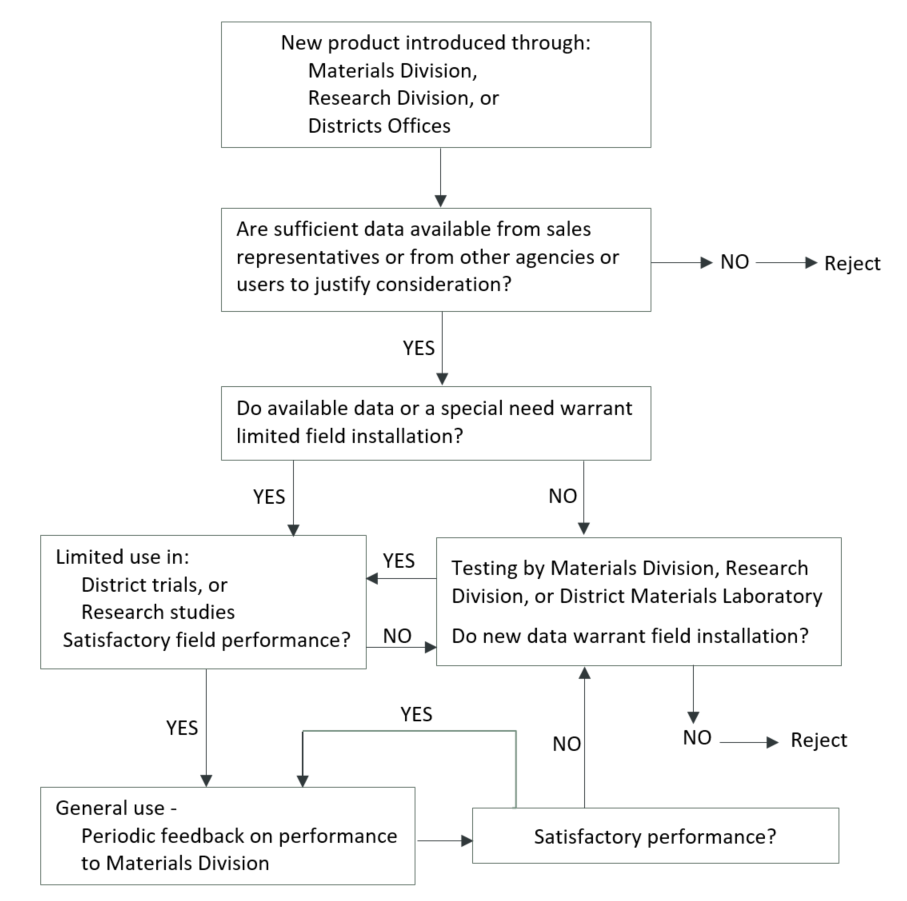 New product introduced through:
Materials Division,
Research Division, or
Districts Offices
Are sufficient data available from sales
representatives or from other agencies or
users to justify consideration?
NO
Reject
YES
Do available data or a special need warrant
limited field installation?
YES
NO
Limited use in:
District trials, or
Research studies
Satisfactory field performance?
YES
NO
Testing by Materials Division, Research
Division, or District Materials Laboratory
Do new data warrant field installation?
YES
YES
NO
NO
Reject
General use -
Periodic feedback on performance
to Materials Division
Satisfactory performance?